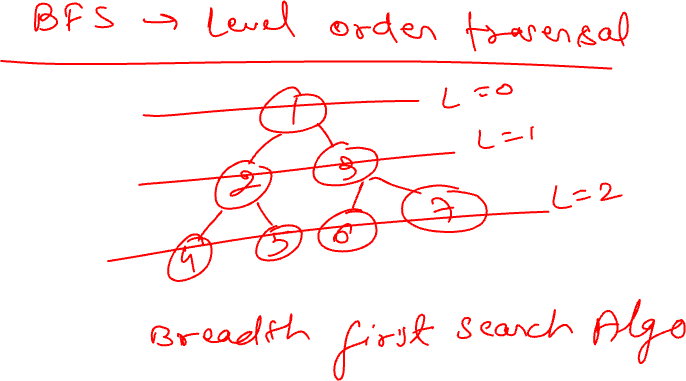 BFS → Level order traversal
1 L=0
2 3 L=1
4 5 6 7 L=2
Breadth first search Algo